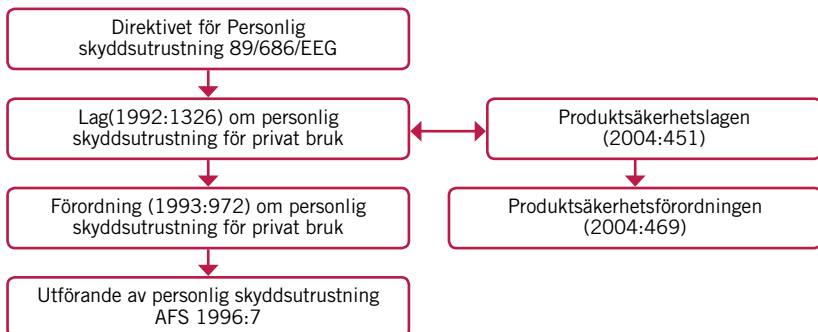 Direktivet för Personlig
skyddsutrustning 89/686/EEG
Lag(1992:1326) om personlig
skyddsutrustning för privat bruk
Produktsäkerhetslagen
(2004:451)
Förordning (1993:972) om personlig
skyddsutrustning för privat bruk
Produktsäkerhetsförordningen
(2004:469)
Utförande av personlig skyddsutrustning
AFS 1996:7